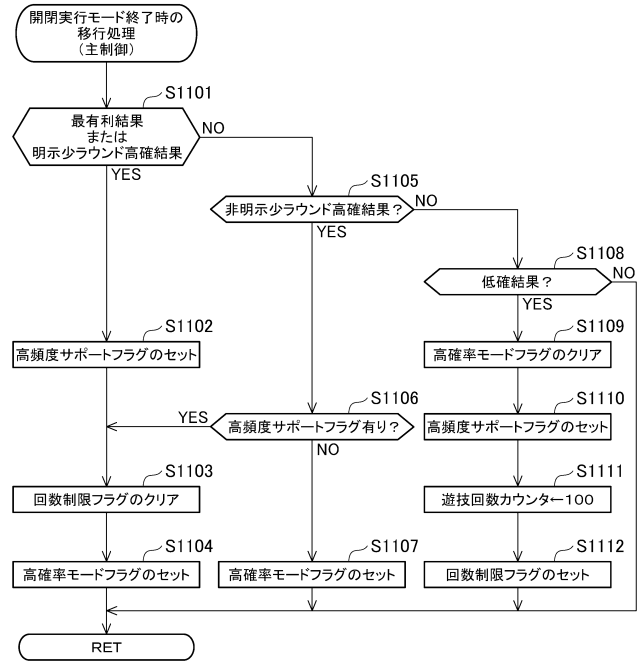 開閉実行モード終了時の
移行処理
(主制御)
S1101
最有利結果
または
明示少ラウンド高確結果
NO
YES
S1105
非明示少ラウンド高確結果？
NO
YES
S1108
低確結果？
NO
YES
S1102
高頻度サポートフラグのセット
S1109
高確率モードフラグのクリア
S1106
高頻度サポートフラグ有り？
YES
NO
S1110
高頻度サポートフラグのセット
S1103
回数制限フラグのクリア
S1111
遊技回数カウンタ←100
S1104
高確率モードフラグのセット
S1107
高確率モードフラグのセット
S1112
回数制限フラグのセット
RET